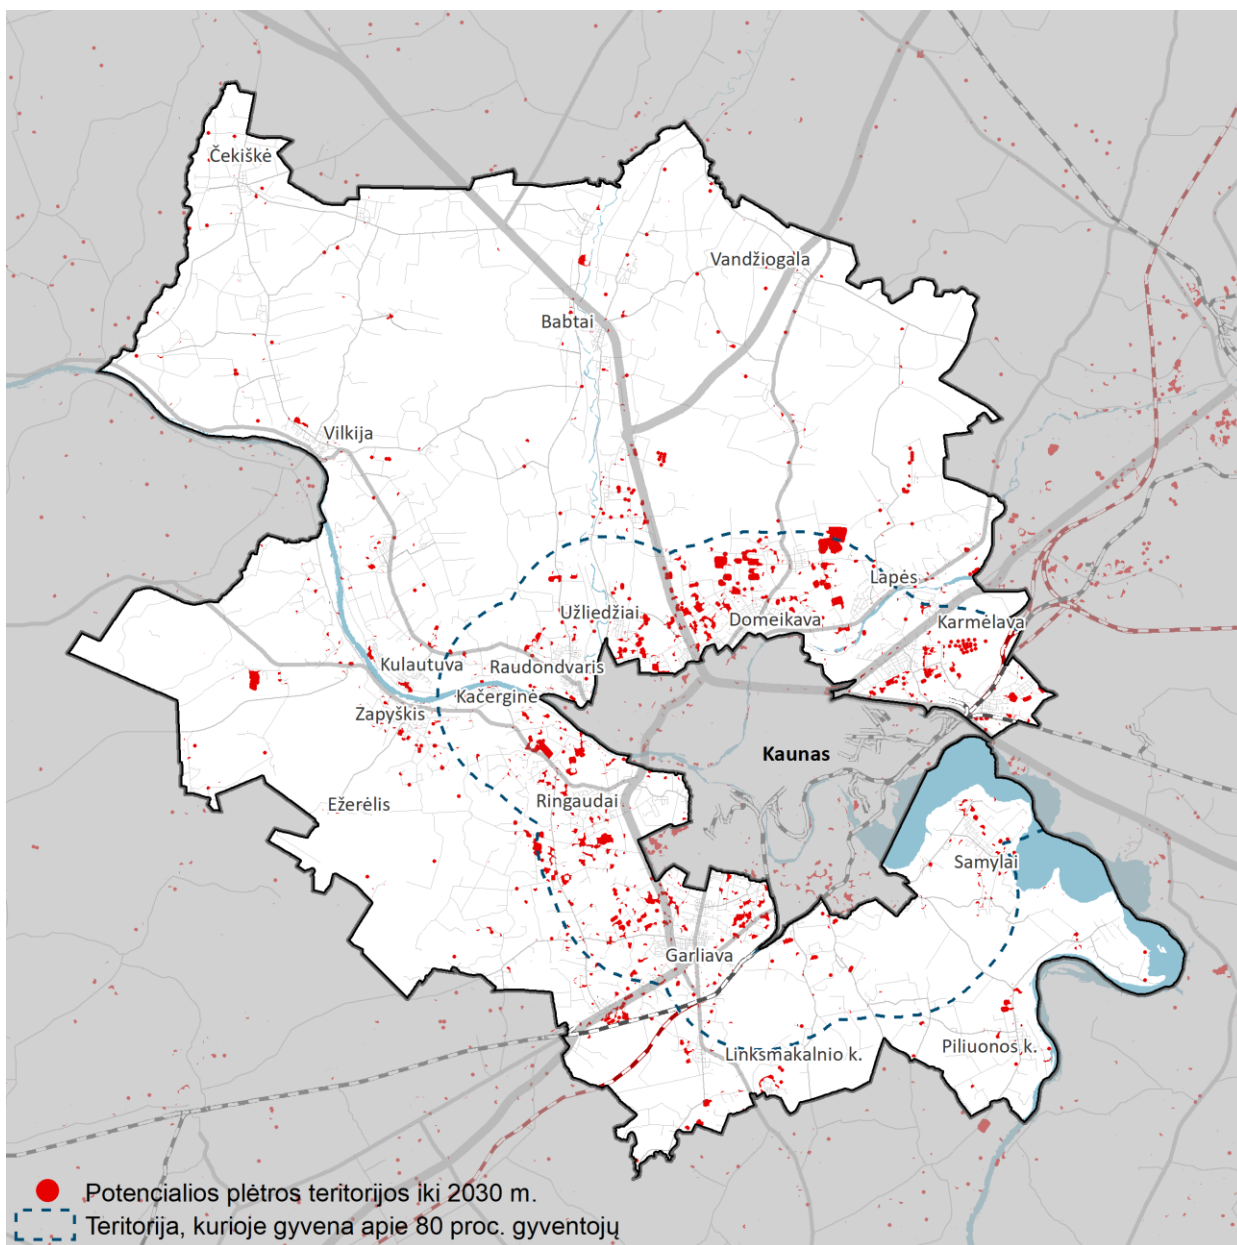 Čekiškė
Vandžiogala
Babtai
Vilkija
Lapės
Užliedžiai
Domeikava
Karmėlava
Kulautuva
Raudondvaris
Kačerginė
Zapyškis
Kaunas
Ežerėlis
Ringaudai
Samylai
Garliava
Linksmakalnio k.
Piliuonos k.
Potencialios plėtros teritorijos iki 2030 m.
Teritorija, kurioje gyvena apie 80 proc. gyventojų